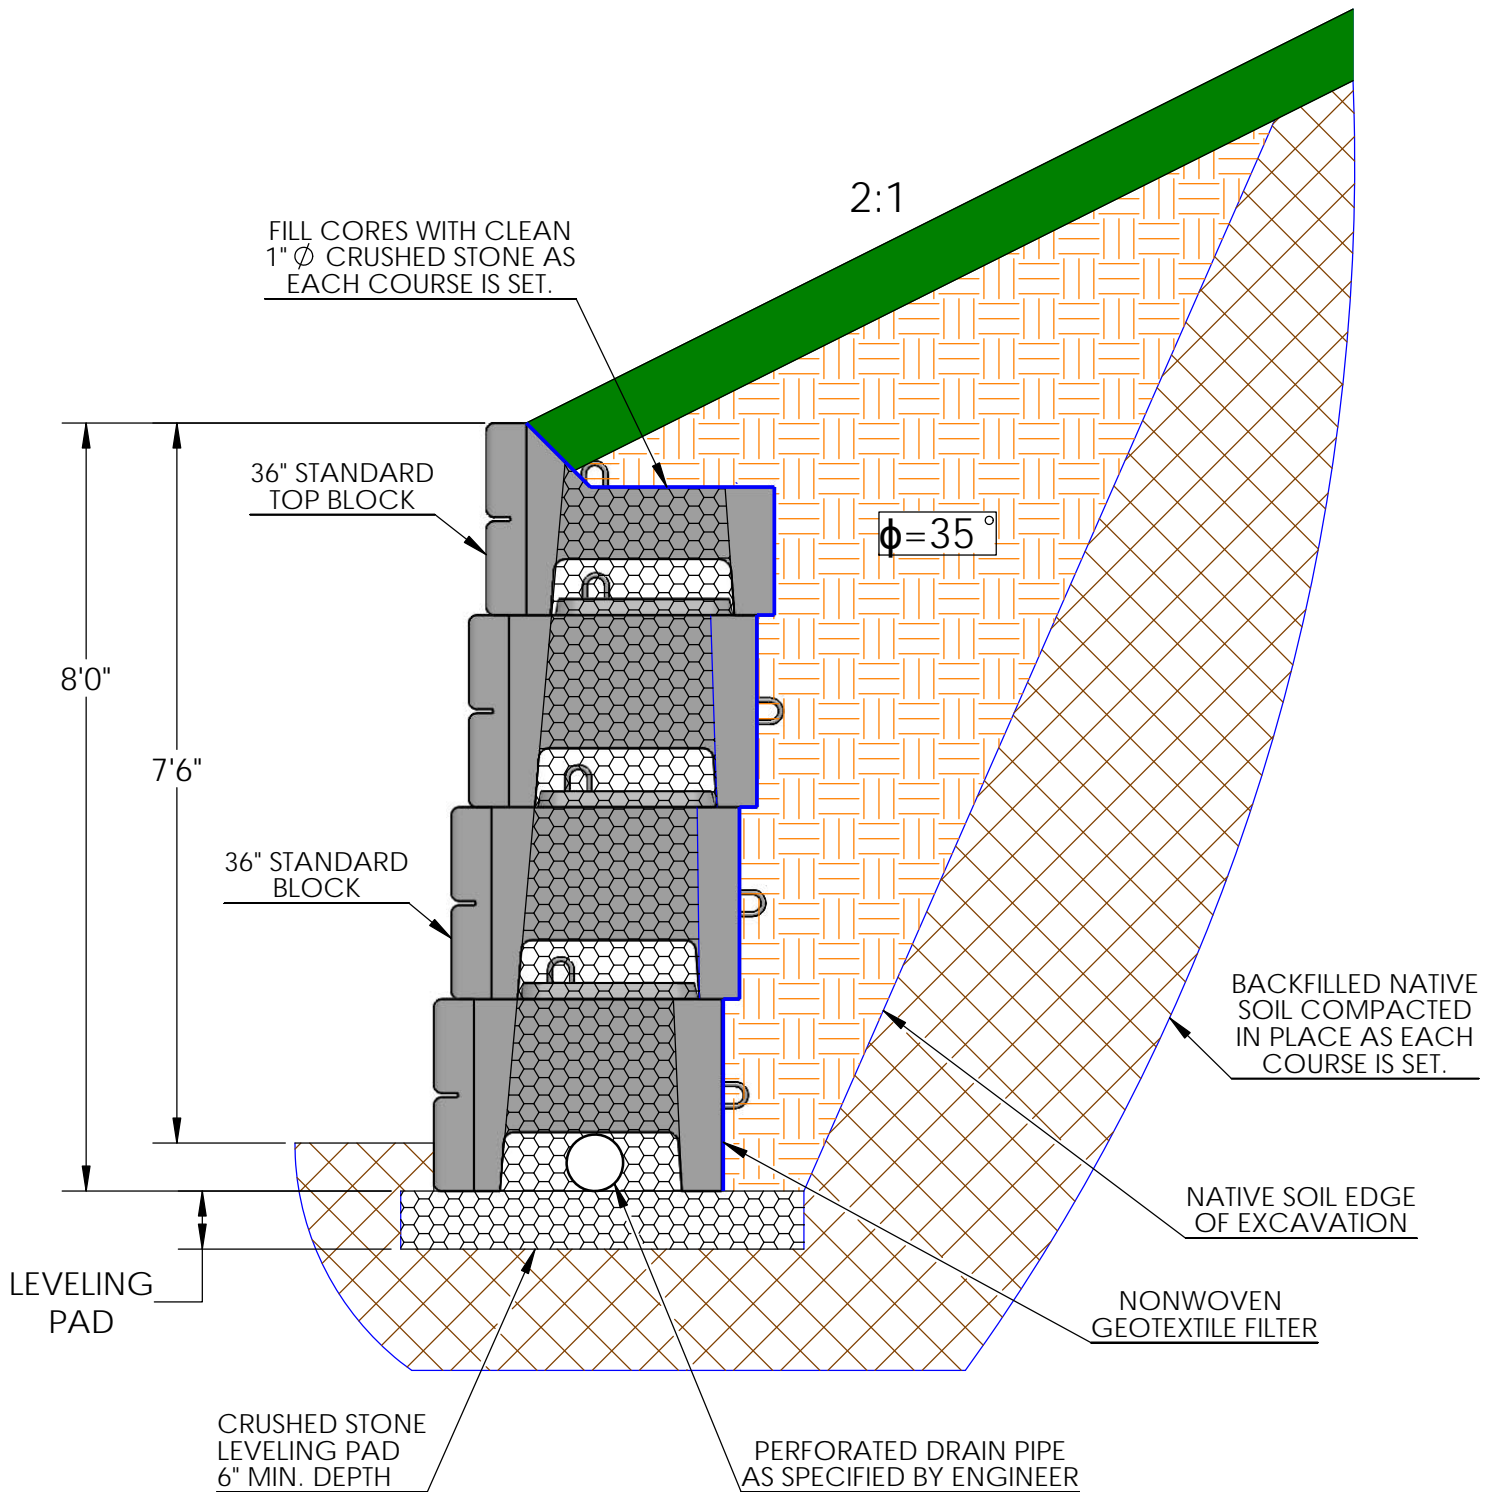 2:1
FILL CORES WITH CLEAN
1" Ø CRUSHED STONE AS
EACH COURSE IS SET.
36" STANDARD
TOP BLOCK
ϕ=35°
8'0"
7'6"
36" STANDARD
BLOCK
BACKFILLED NATIVE
SOIL COMPACTED
IN PLACE AS EACH
COURSE IS SET.
NATIVE SOIL EDGE
OF EXCAVATION
LEVELING
PAD
NONWOVEN
GEOTEXTILE FILTER
CRUSHED STONE
LEVELING PAD
6" MIN. DEPTH
PERFORATED DRAIN PIPE
AS SPECIFIED BY ENGINEER